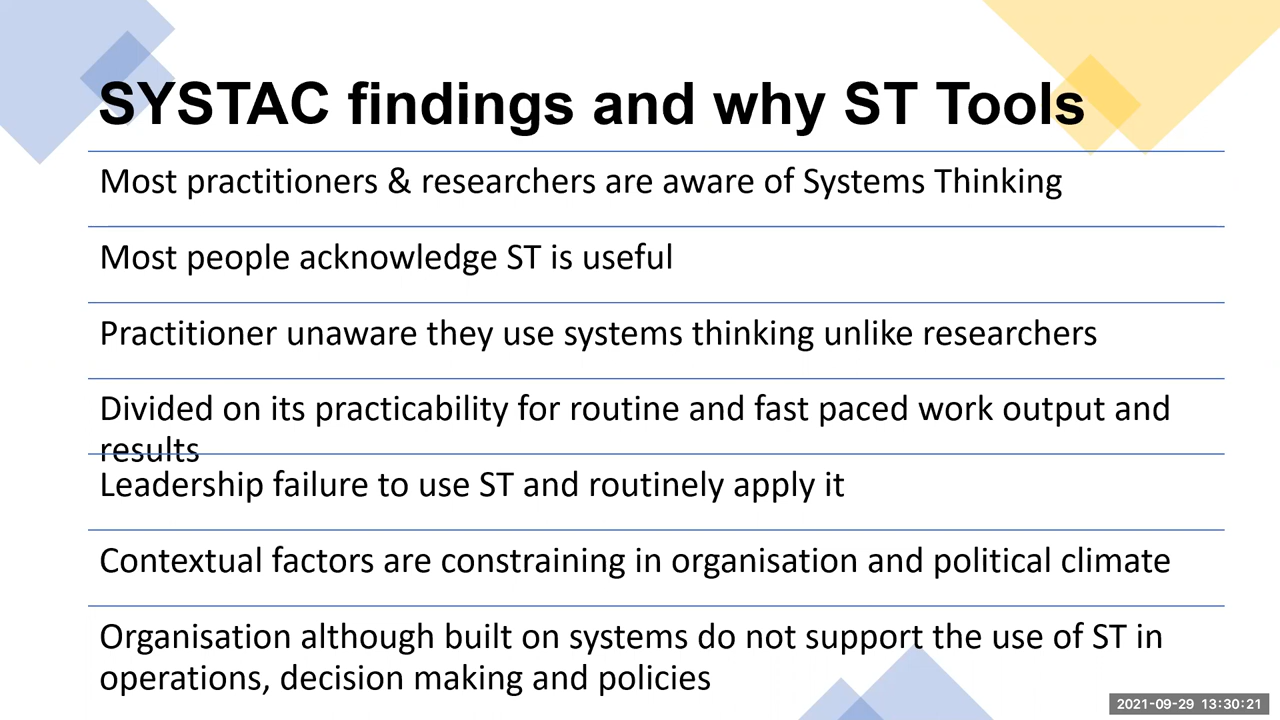 SYSTAC findings and why ST Tools
Most practitioners & researchers are aware of Systems Thinking
Most people acknowledge ST is useful
Practitioner unaware they use systems thinking unlike researchers
Divided on its practicability for routine and fast paced work output and
results
Leadership failure to use ST and routinely apply it
Contextual factors are constraining in organisation and political climate
Organisation although built on systems do not support the use of ST in
operations, decision making and policies
2021-09-29 13:30:21